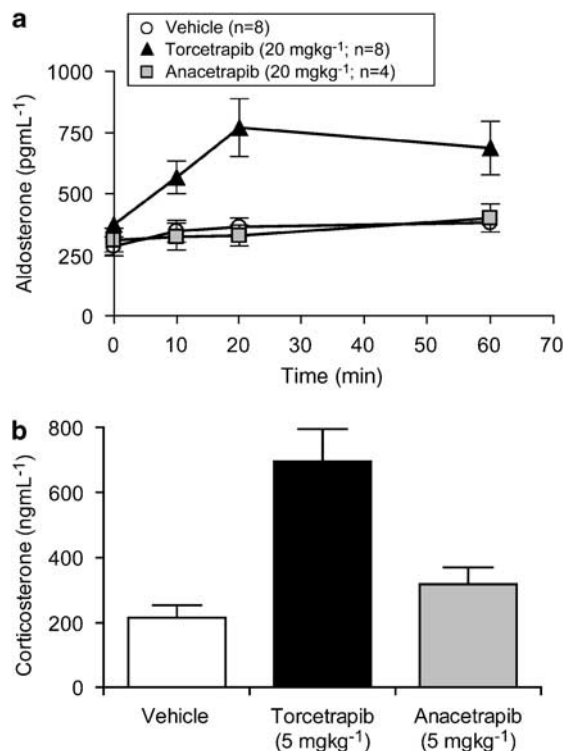 a
Vehicle (n=8)
Torcetrapib (20 mgkg⁻¹; n=8)
Anacetrapib (20 mgkg⁻¹; n=4)
Aldosterone (pgmL⁻¹)
1000
750
500
250
0
0 10 20 30 40 50 60 70
Time (min)
b
Corticosterone (ngmL⁻¹)
800
600
400
200
0
Vehicle Torcetrapib Anacetrapib
(5 mgkg⁻¹) (5 mgkg⁻¹)